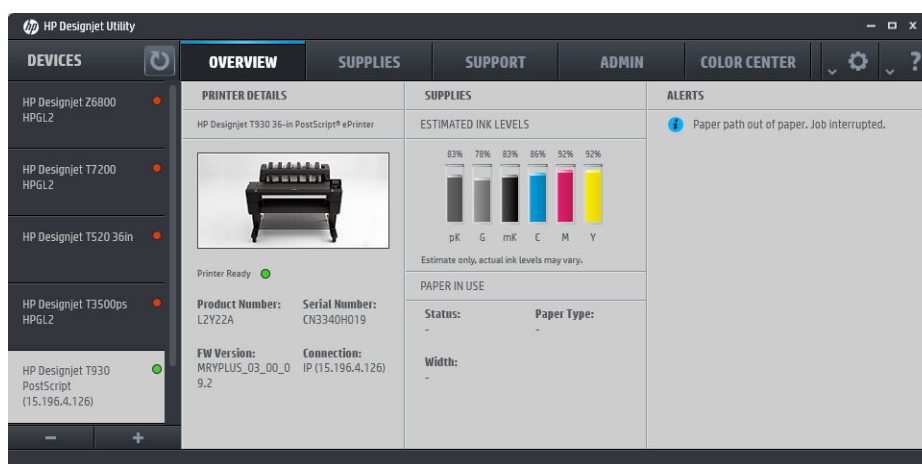 hp HP Designjet Utility
DEVICES
OVERVIEW
SUPPLIES
SUPPORT
ADMIN
COLOR CENTER
?
HP Designjet Z6800
HPGL2
HP Designjet T7200
HPGL2
HP Designjet T520 36in
HP Designjet T3500ps
HPGL2
HP Designjet T930
PostScript
(15.196.4.126)
PRINTER DETAILS
HP Designjet T930 36-in PostScript® ePrinter
Printer Ready
Product Number:
L2Y22A
Serial Number:
CN3340H019
FW Version:
MRYPLUS_03_00_0
9.2
Connection:
IP (15.196.4.126)
SUPPLIES
ESTIMATED INK LEVELS
83% 78% 83% 86% 92% 92%
pK G mK C M Y
Estimate only, actual ink levels may vary.
PAPER IN USE
Status:
-
Paper Type:
-
Width:
-
ALERTS
i Paper path out of paper. Job interrupted.
− +